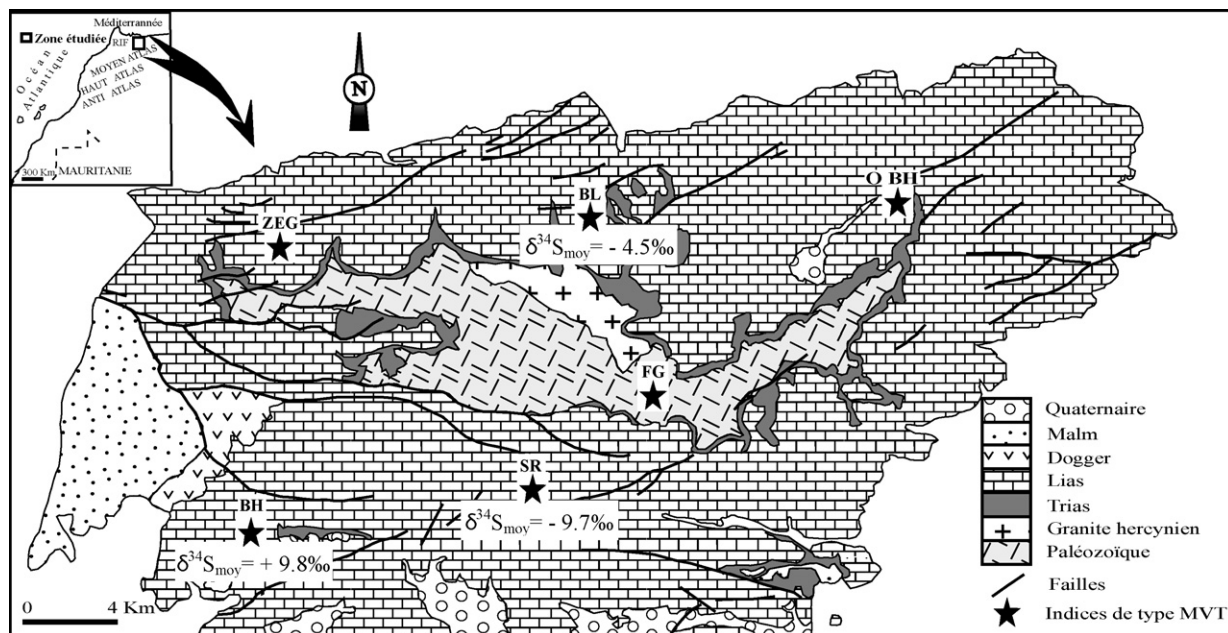 Méditerrannée
Zone étudiée
RIF
Océan
Atlantique
MOYEN ATLAS
HAUT ATLAS
ANTI ATLAS
MAURITANIE
300 Km
N
ZEG
BL
O BH
δ³⁴Smoy= - 4.5‰
FG
SR
δ³⁴Smoy= - 9.7‰
BH
δ³⁴Smoy= + 9.8‰
0 4 Km
Quaternaire
Malm
Dogger
Lias
Trias
Granite hercynien
Paléozoïque
Failles
Indices de type MVT